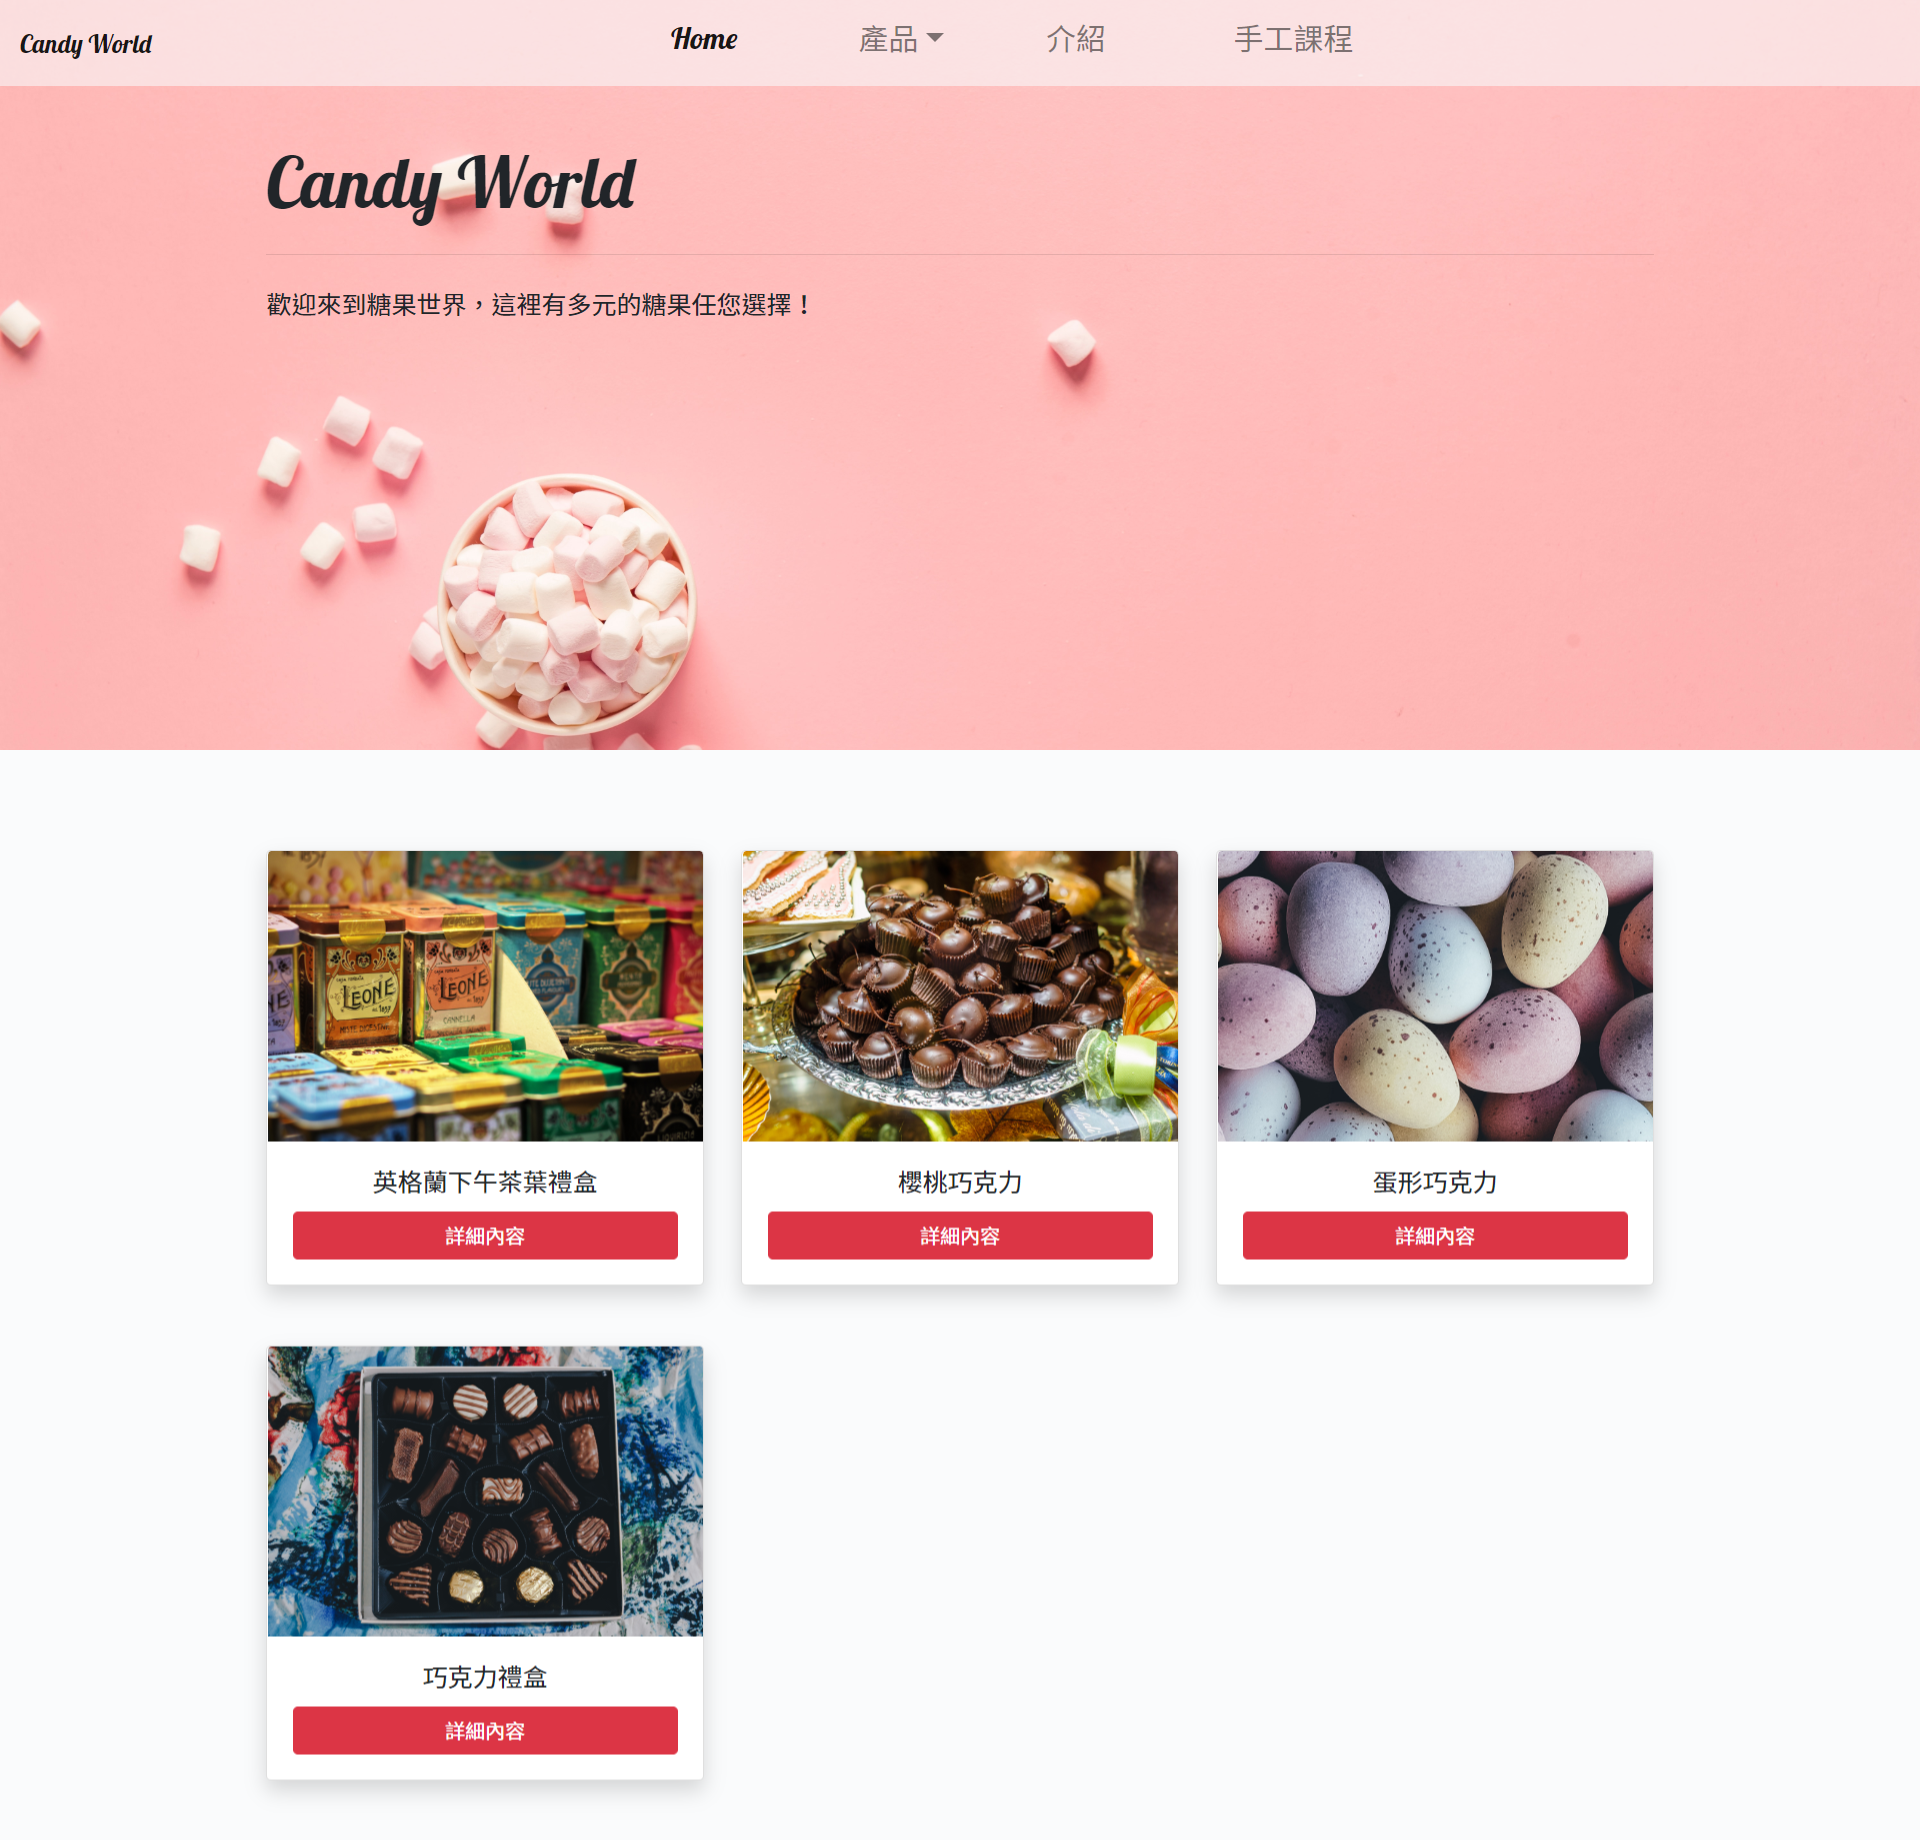 Candy World
Home
產品
介紹
手工課程
Candy World
歡迎來到糖果世界，這裡有多元的糖果任您選擇！
LEONE
LEONE
CANNELLA
英格蘭下午茶葉禮盒
櫻桃巧克力
蛋形巧克力
詳細內容
詳細內容
詳細內容
巧克力禮盒
詳細內容